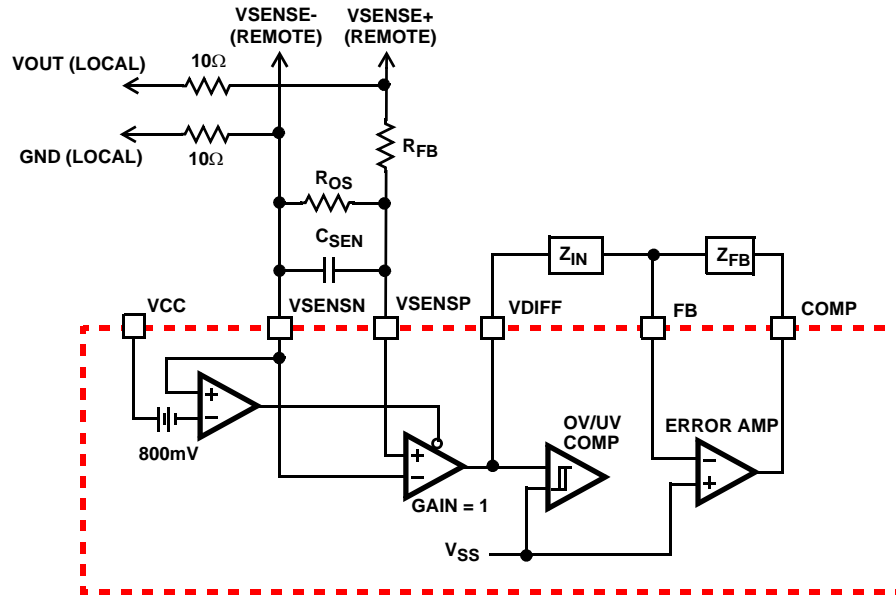 VSENSE-
(REMOTE)
VSENSE+
(REMOTE)
VOUT (LOCAL)
10Ω
GND (LOCAL)
10Ω
RFB
ROS
CSEN
ZIN
ZFB
VCC
VSENSN
VSENSP
VDIFF
FB
COMP
+
−
800mV
OV/UV
COMP
ERROR AMP
+
−
GAIN = 1
−
+
VSS